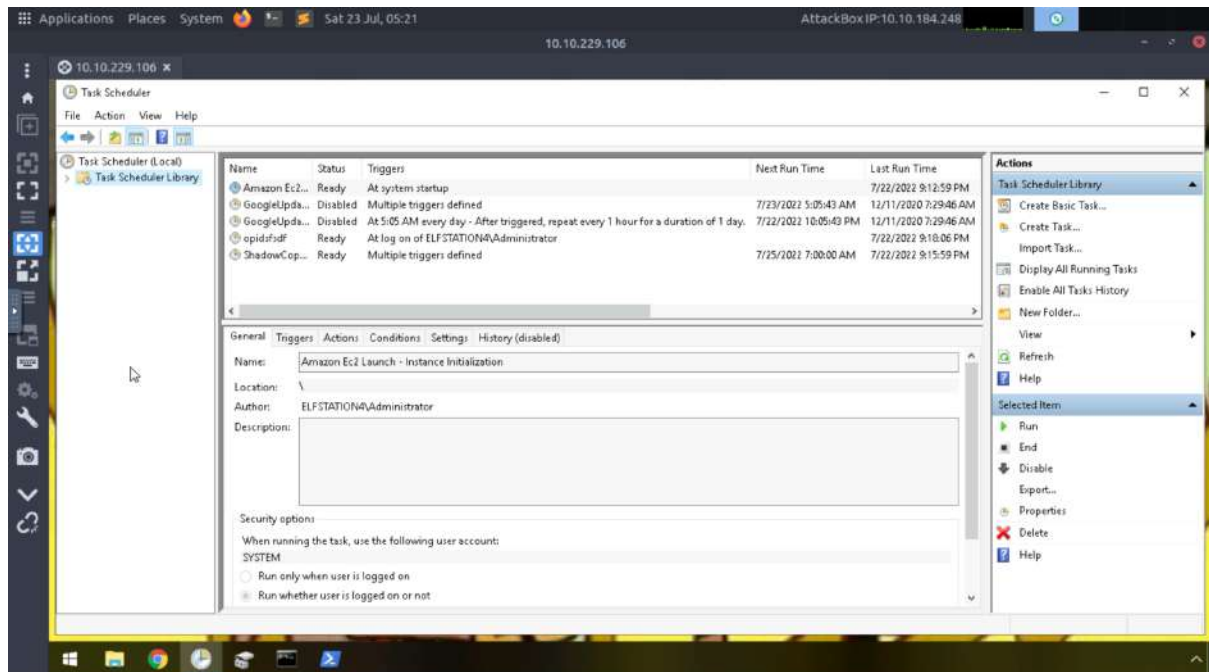 Applications Places System Sat 23 Jul, 05:21 AttackBox IP:10.10.184.248
10.10.229.106
10.10.229.106 ×
Task Scheduler
File Action View Help
Task Scheduler (Local)
Task Scheduler Library
Name Status Triggers Next Run Time Last Run Time
Amazon Ec2... Ready At system startup 7/22/2022 9:12:59 PM
GoogleUpda... Disabled Multiple triggers defined 7/23/2022 5:05:43 AM 12/11/2020 7:29:46 AM
GoogleUpda... Disabled At 5:05 AM every day - After triggered, repeat every 1 hour for a duration of 1 day. 7/22/2022 10:05:43 PM 12/11/2020 7:29:46 AM
opidsfsdf Ready At log on of ELFSTATION4\Administrator 7/22/2022 9:18:06 PM
ShadowCop... Ready Multiple triggers defined 7/25/2022 7:00:00 AM 7/22/2022 9:15:59 PM
General Triggers Actions Conditions Settings History (disabled)
Name: Amazon Ec2 Launch - Instance Initialization
Location: \
Author: ELFSTATION4\Administrator
Description:
Security options
When running the task, use the following user account:
SYSTEM
Run only when user is logged on
Run whether user is logged on or not
Actions
Task Scheduler Library
Create Basic Task...
Create Task...
Import Task...
Display All Running Tasks
Enable All Tasks History
New Folder...
View
Refresh
Help
Selected Item
Run
End
Disable
Export...
Properties
Delete
Help